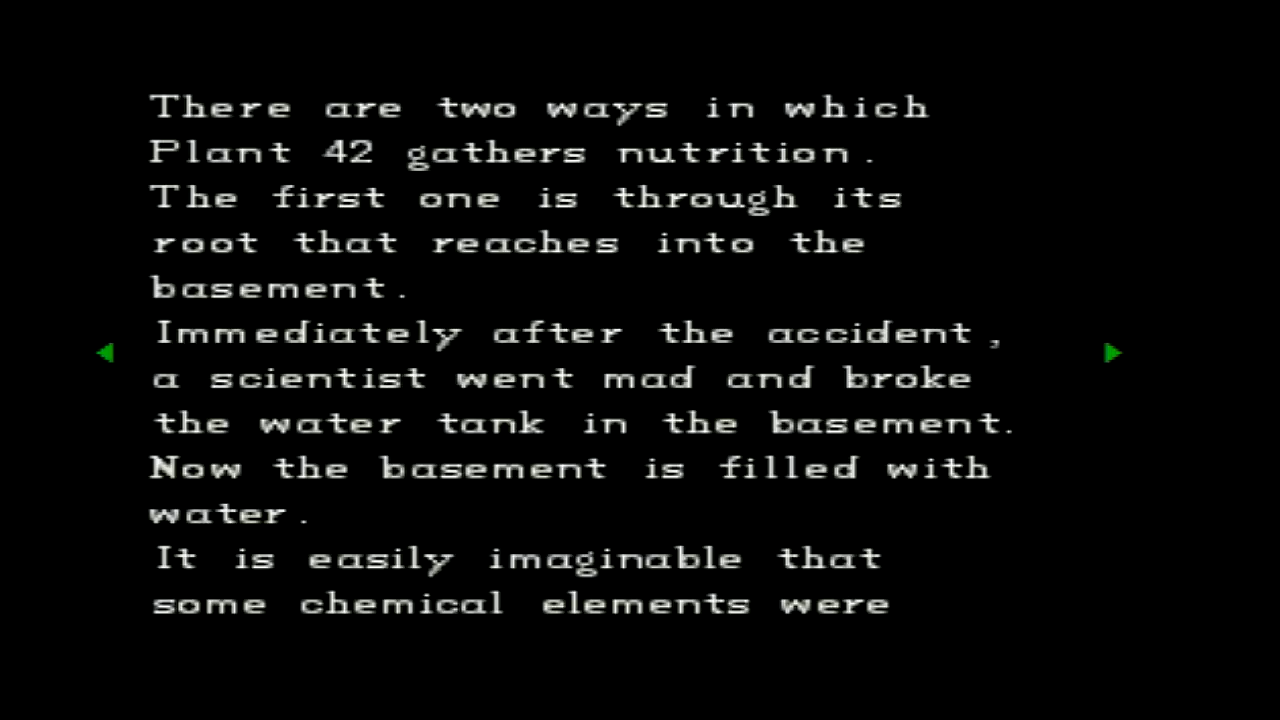 There are two ways in which
Plant 42 gathers nutrition.
The first one is through its
root that reaches into the
basement.
Immediately after the accident,
a scientist went mad and broke
the water tank in the basement.
Now the basement is filled with
water.
It is easily imaginable that
some chemical elements were